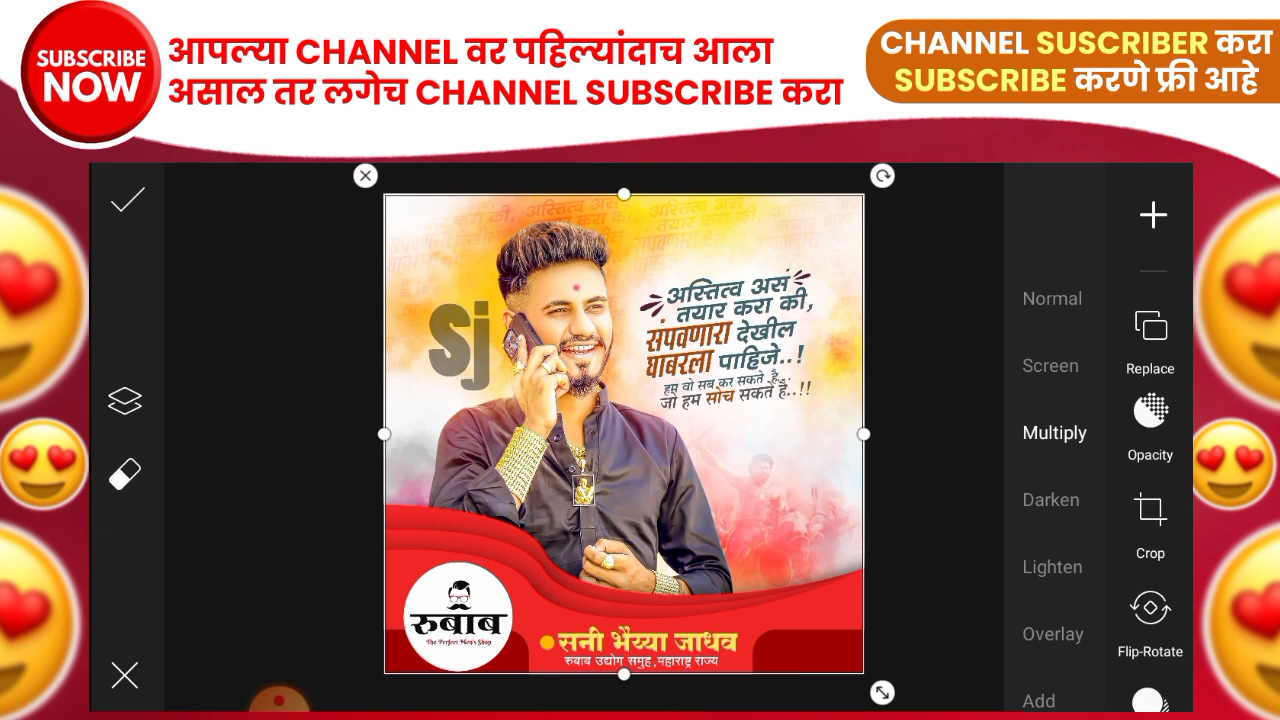 SUBSCRIBE
NOW
आपल्या CHANNEL वर पहिल्यांदाच आला
असाल तर लगेच CHANNEL SUBSCRIBE करा
CHANNEL SUSCRIBER करा
SUBSCRIBE करणे फ्री आहे
Sj
अस्तित्व असं
तयार करा की,
संपवणारा देखील
घाबरला पाहिजे..!
हम वो सब कर सकते है..
जो हम सोच सकते हैं..!!
रुबाब
The Perfect Men's Shop
सनी भैय्या जाधव
रुबाब उद्योग समुह,महाराष्ट्र राज्य
Normal
Screen
Multiply
Darken
Lighten
Overlay
Add
Replace
Opacity
Crop
Flip-Rotate